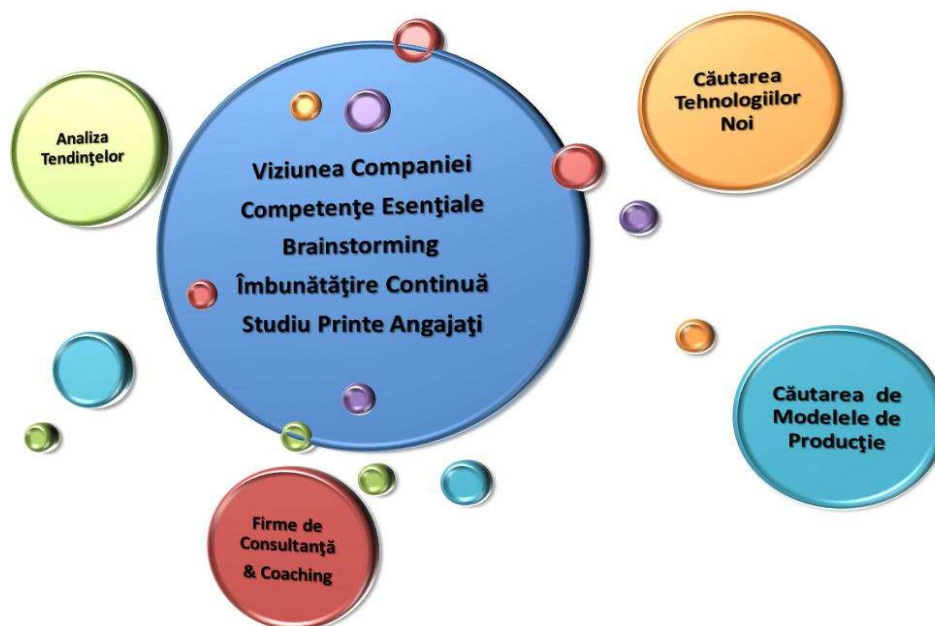 Analiza
Tendinţelor
Viziunea Companiei
Competenţe Esenţiale
Brainstorming
Îmbunătăţire Continuă
Studiu Printe Angajaţi
Căutarea
Tehnologiilor
Noi
Căutarea de
Modelele de
Producţie
Firme de
Consultanţă
& Coaching